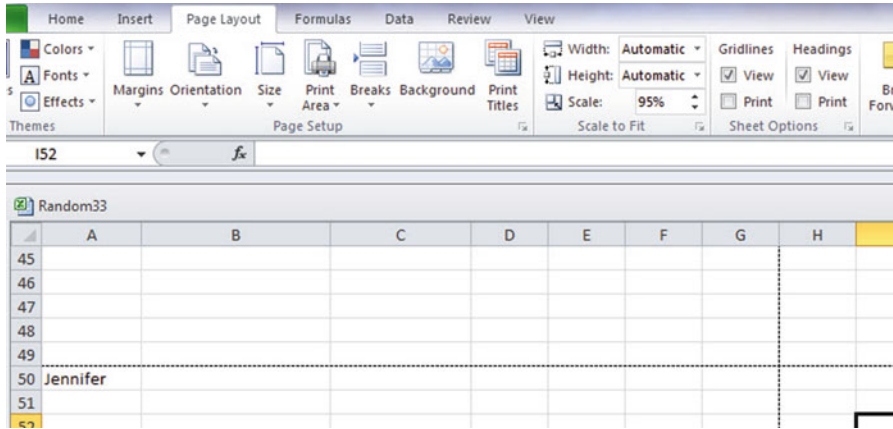 Home Insert Page Layout Formulas Data Review View
Colors Width: Automatic Gridlines Headings
Fonts Height: Automatic View View
Effects Margins Orientation Size Print Area Breaks Background Print Titles Scale: 95% Print Print
Themes Page Setup Scale to Fit Sheet Options
I52 fx
Random33
A B C D E F G H
45
46
47
48
49
50 Jennifer
51
52